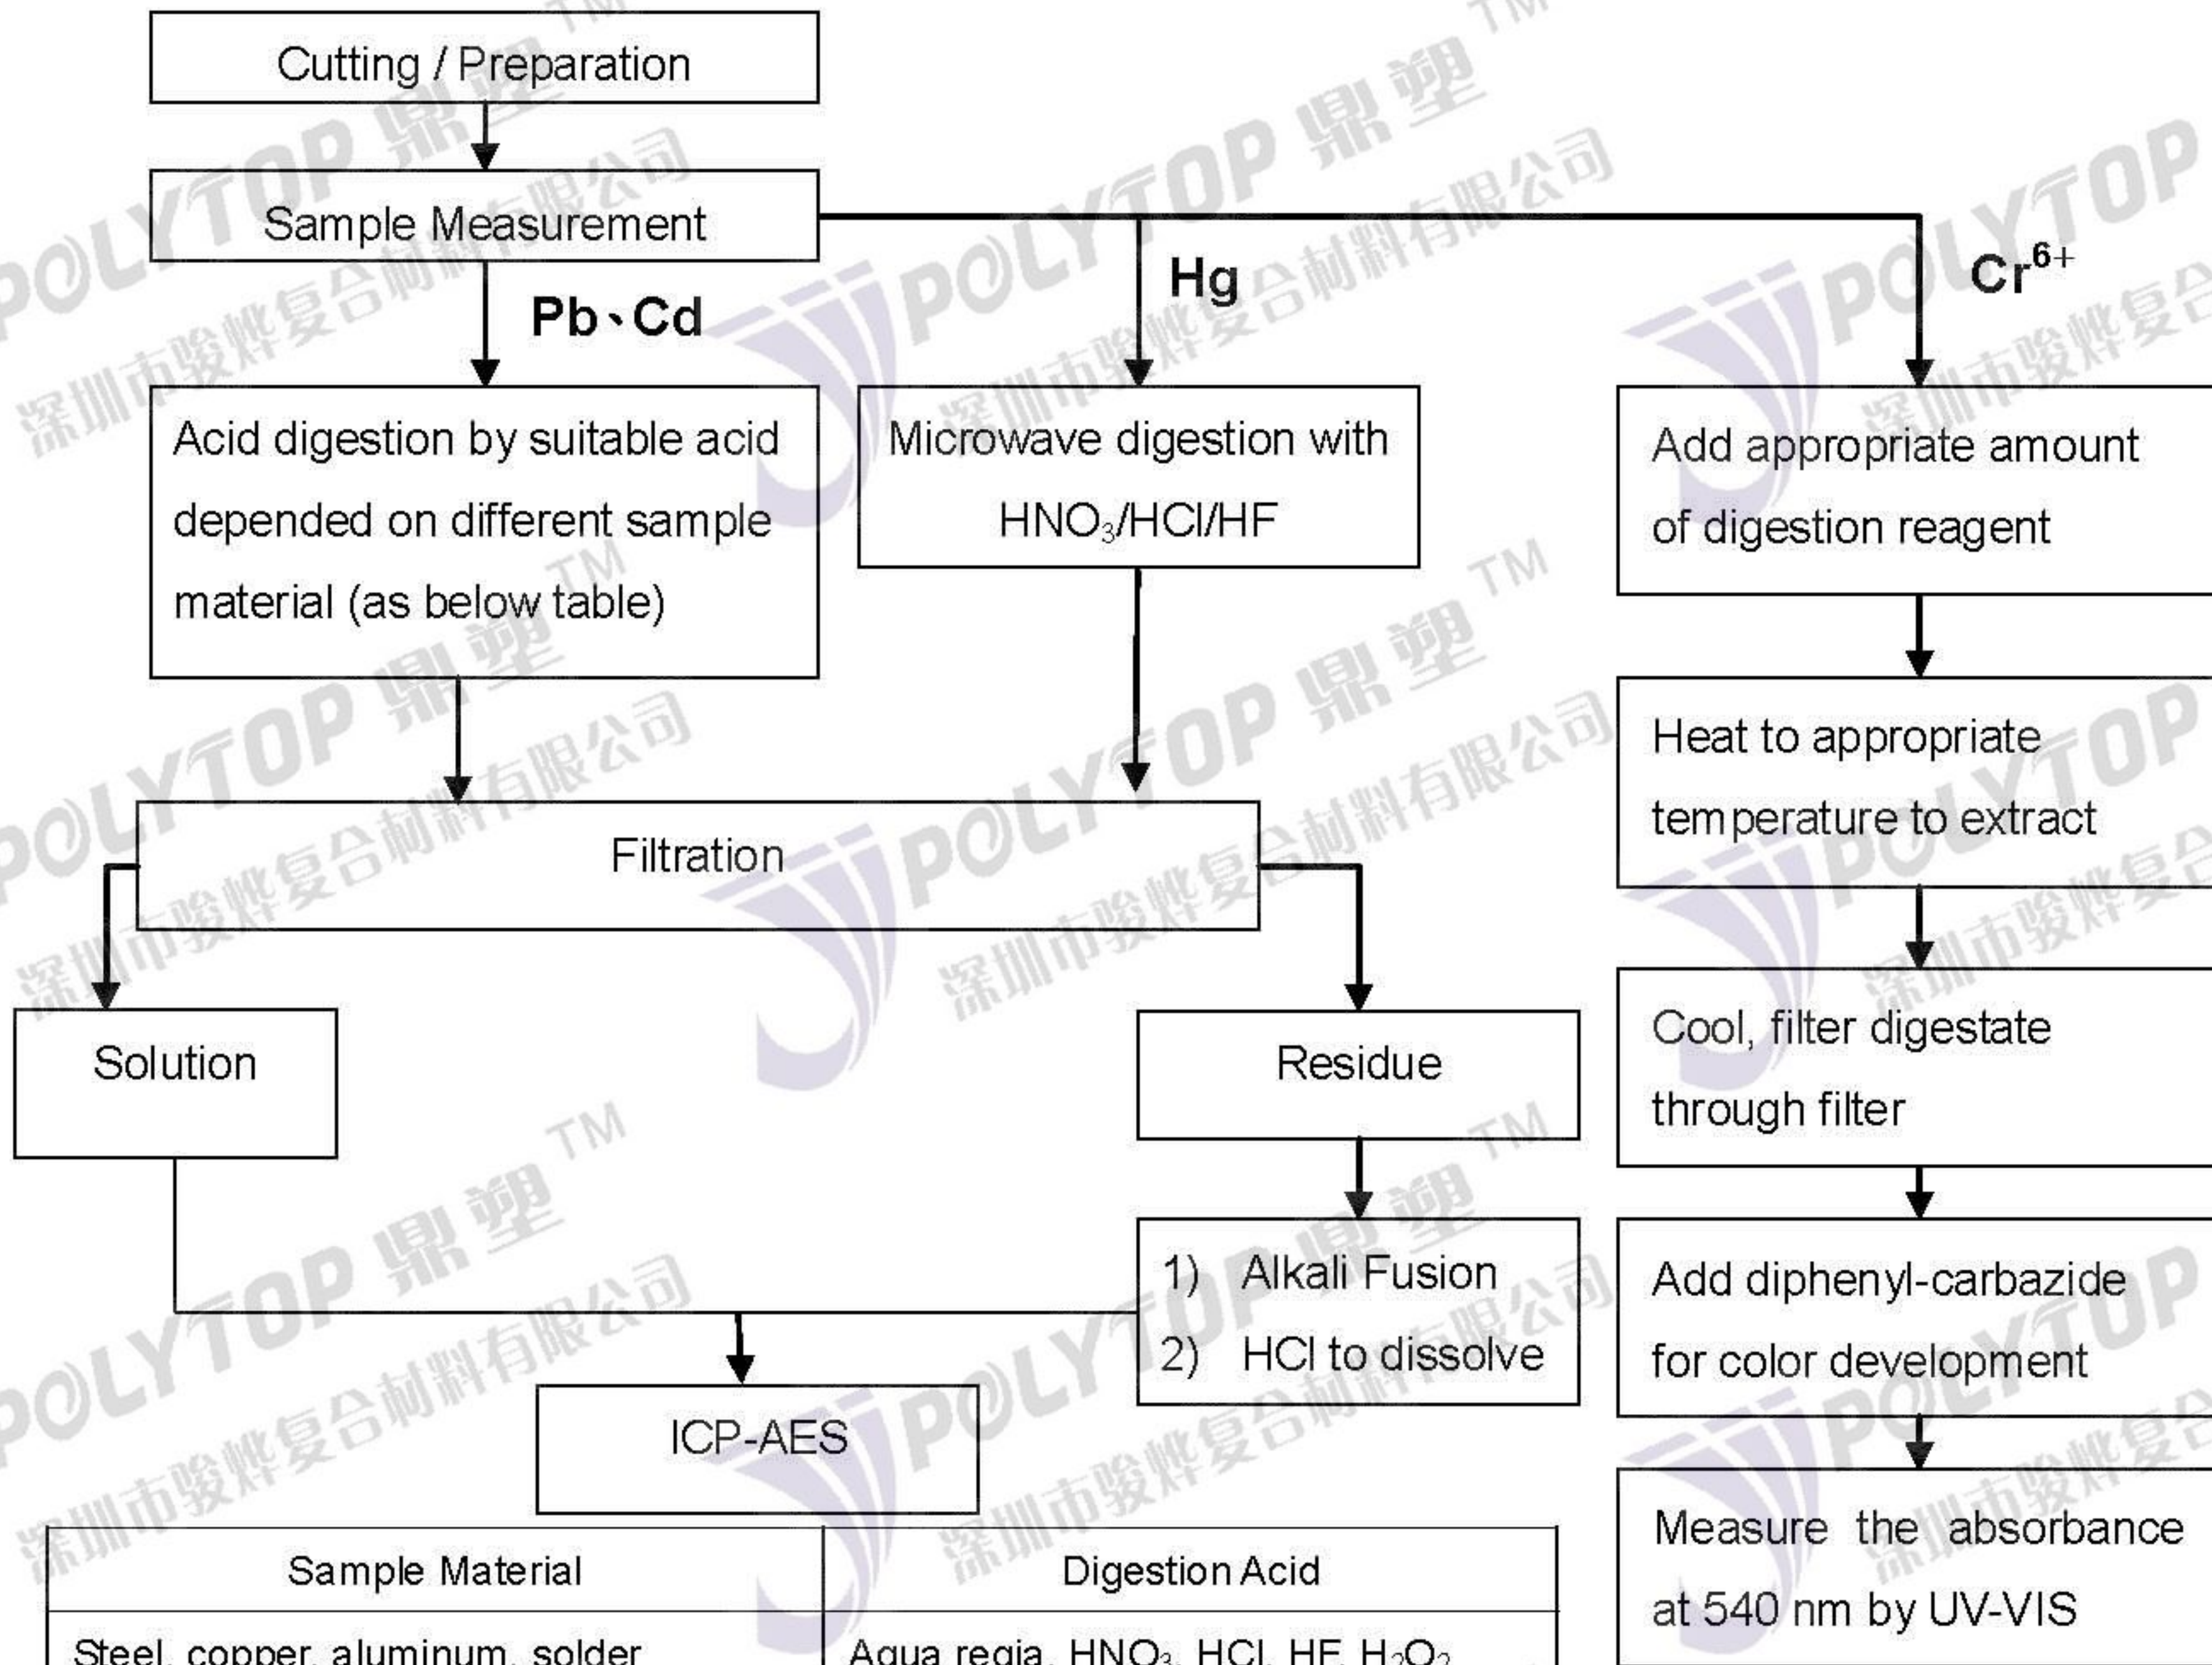 Cutting / Preparation
Sample Measurement
Pb、Cd
Hg
Cr⁶⁺
Acid digestion by suitable acid
depended on different sample
material (as below table)
Microwave digestion with
HNO₃/HCl/HF
Add appropriate amount
of digestion reagent
Heat to appropriate
temperature to extract
Filtration
Solution
Residue
Cool, filter digestate
through filter
1) Alkali Fusion
2) HCl to dissolve
Add diphenyl-carbazide
for color development
ICP-AES
Measure the absorbance
at 540 nm by UV-VIS
Sample Material
Digestion Acid
Steel, copper, aluminum, solder
Aqua regia, HNO₃, HCl, HF, H₂O₂
POLYTOP 鼎塑™
深圳市骏烨复合材料有限公司